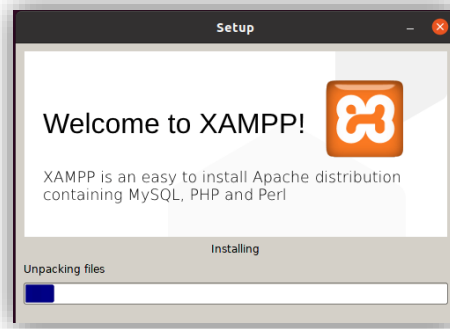 Setup
Welcome to XAMPP!
XAMPP is an easy to install Apache distribution
containing MySQL, PHP and Perl
Installing
Unpacking files